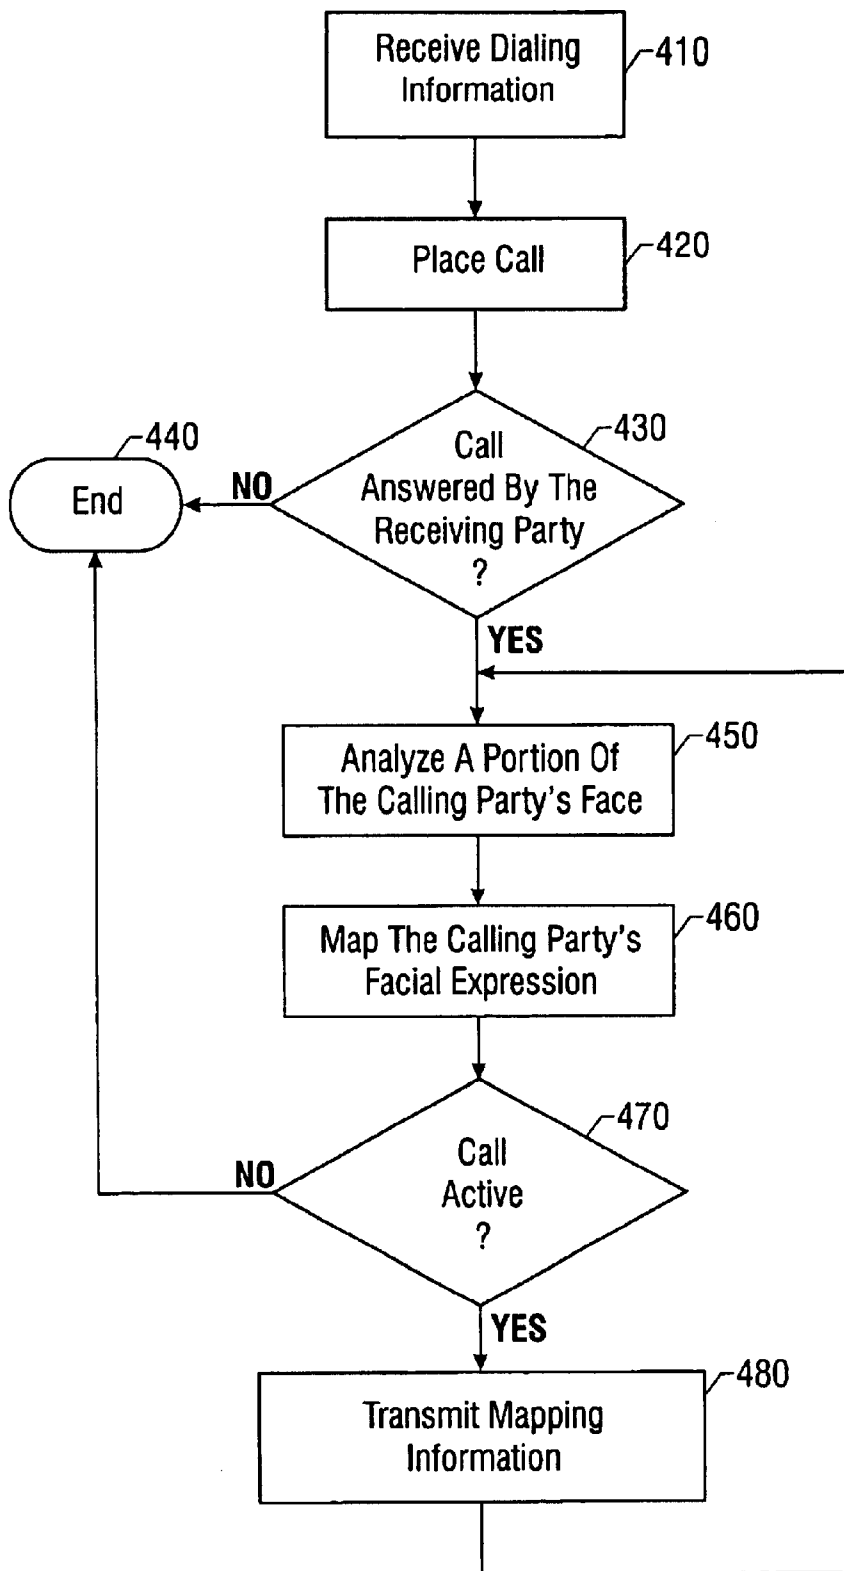 Receive Dialing
Information
410
Place Call
420
Call
Answered By The
Receiving Party
?
430
440
End
NO
YES
Analyze A Portion Of
The Calling Party's Face
450
Map The Calling Party's
Facial Expression
460
Call
Active
?
470
NO
YES
Transmit Mapping
Information
480